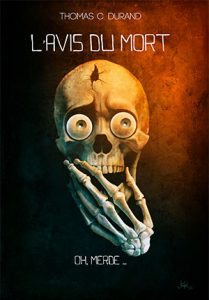 THOMAS C. DURAND
L'AVIS DU MORT
OH, MERDE...